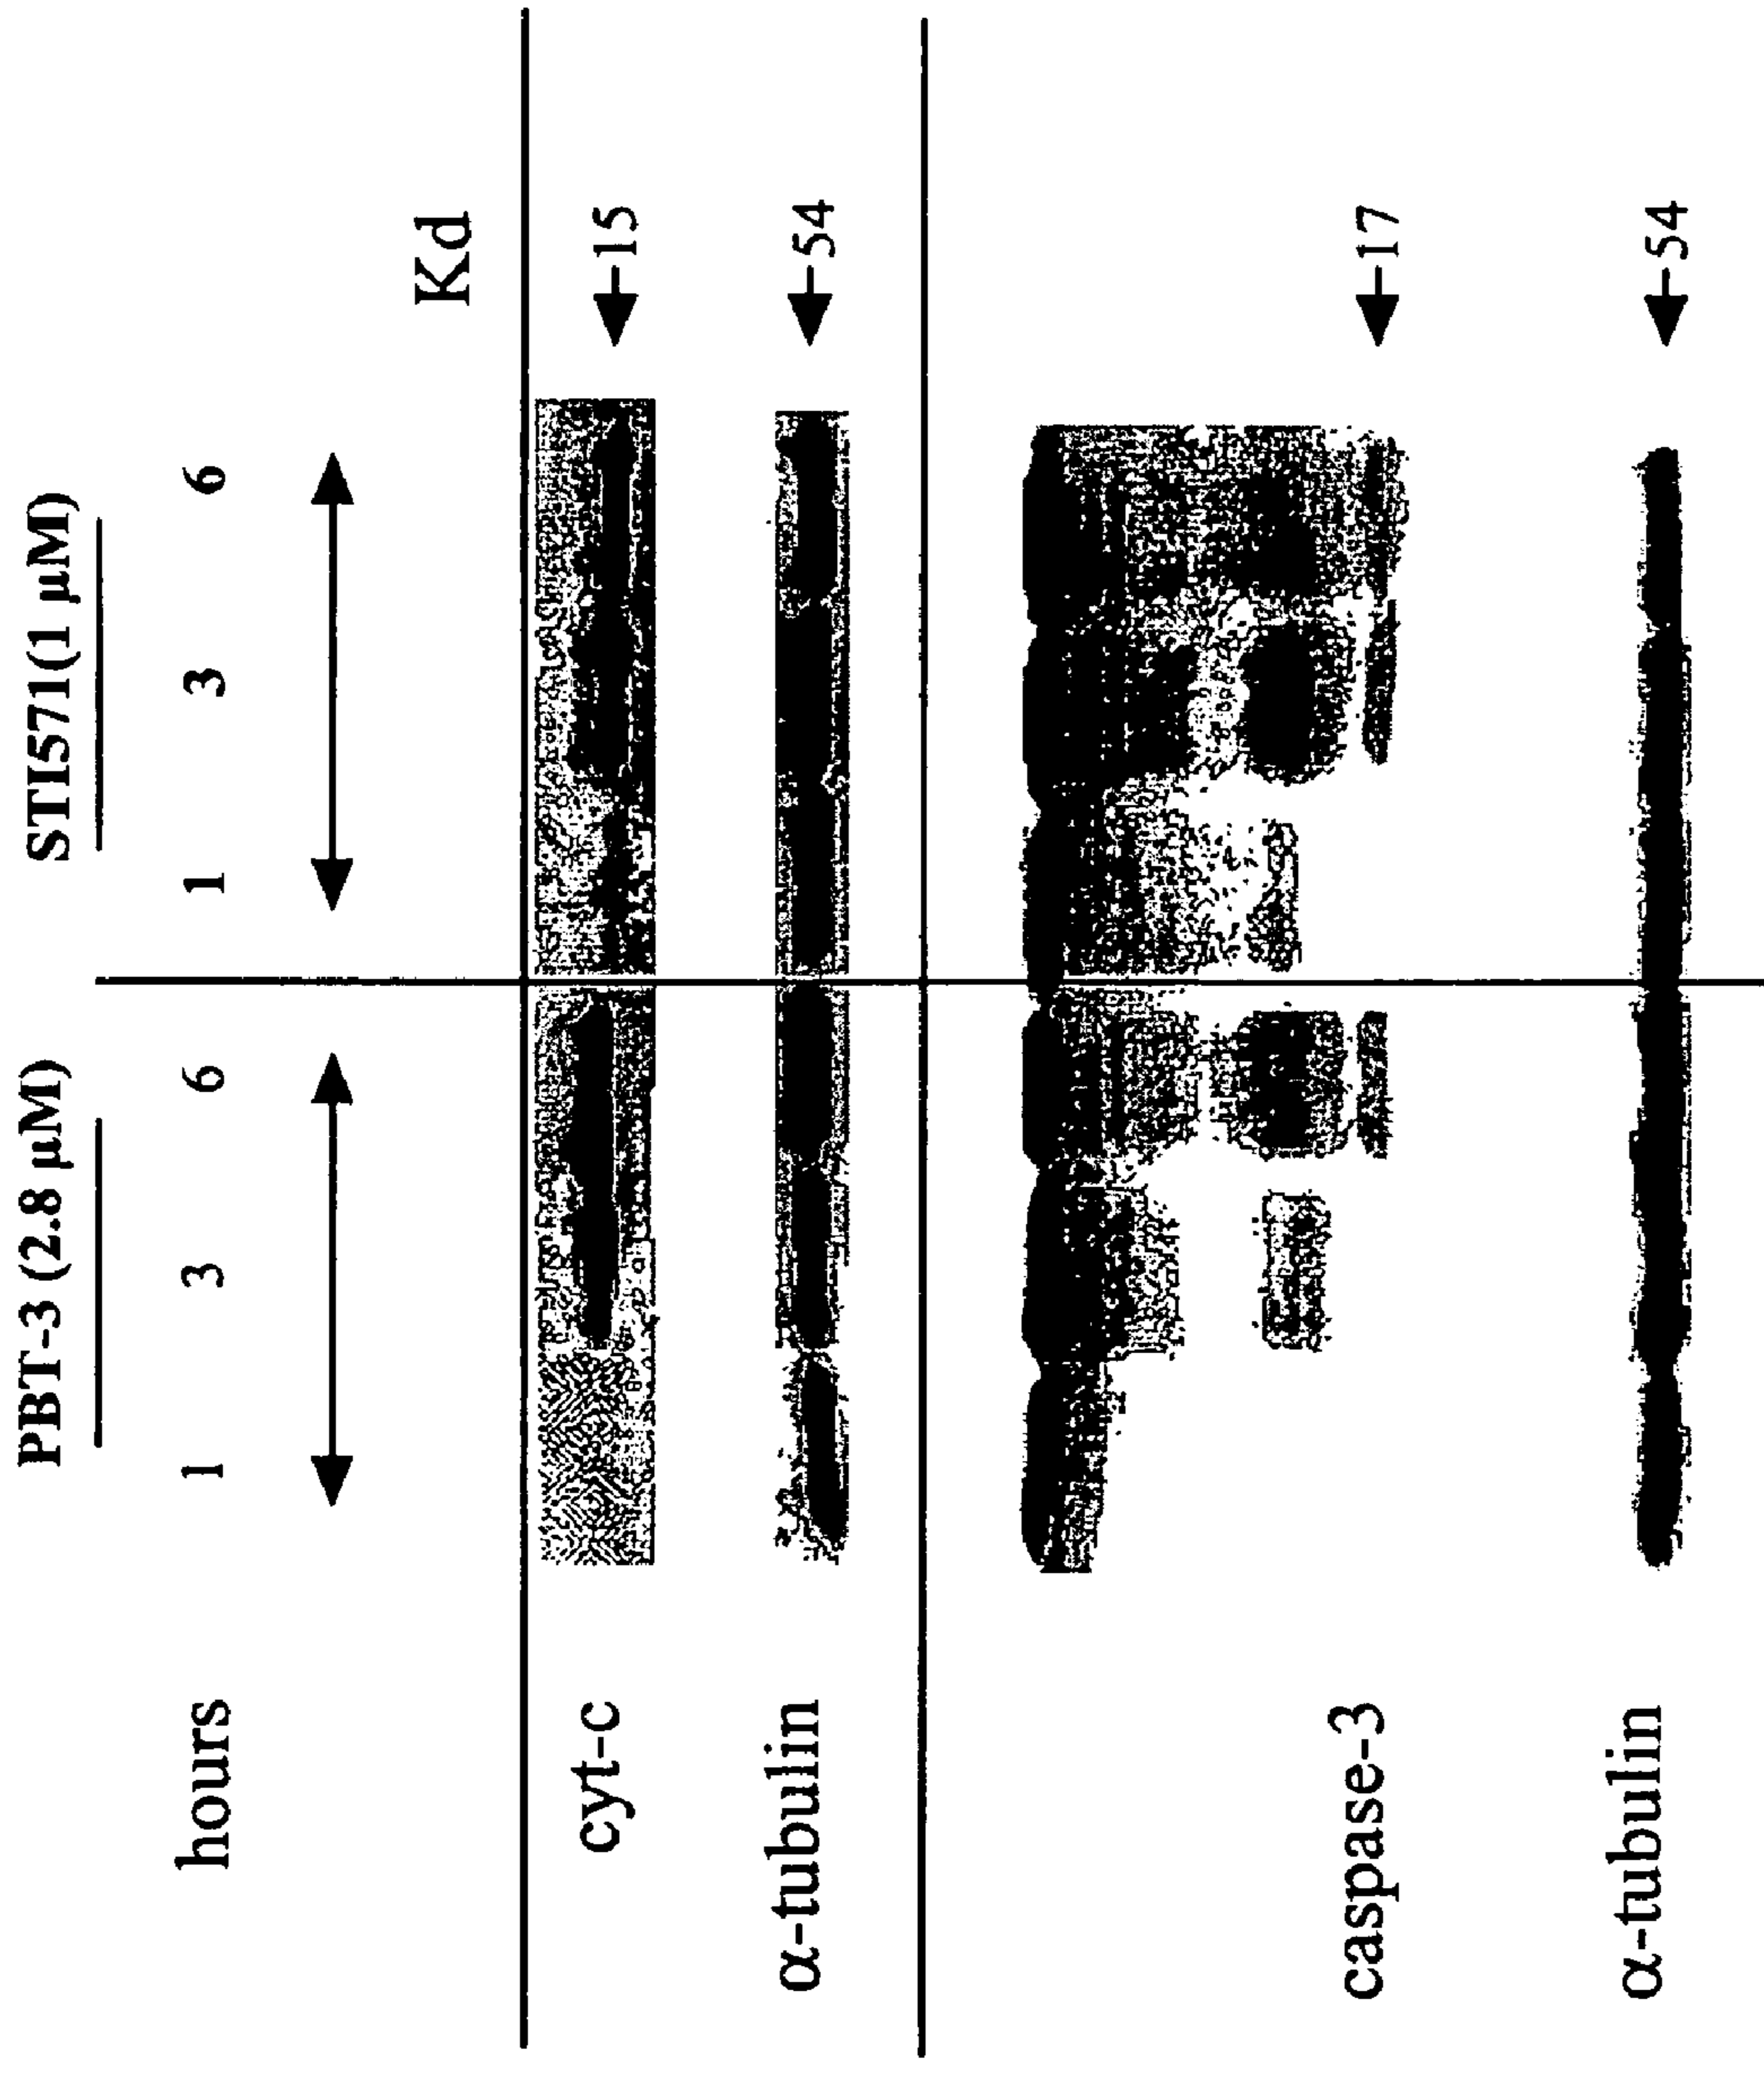 PBT-3 (2.8 µM) STI571(1 µM)
hours 1 3 6 1 3 6
Kd
cyt-c 15
α-tubulin 54
caspase-3 17
α-tubulin 54